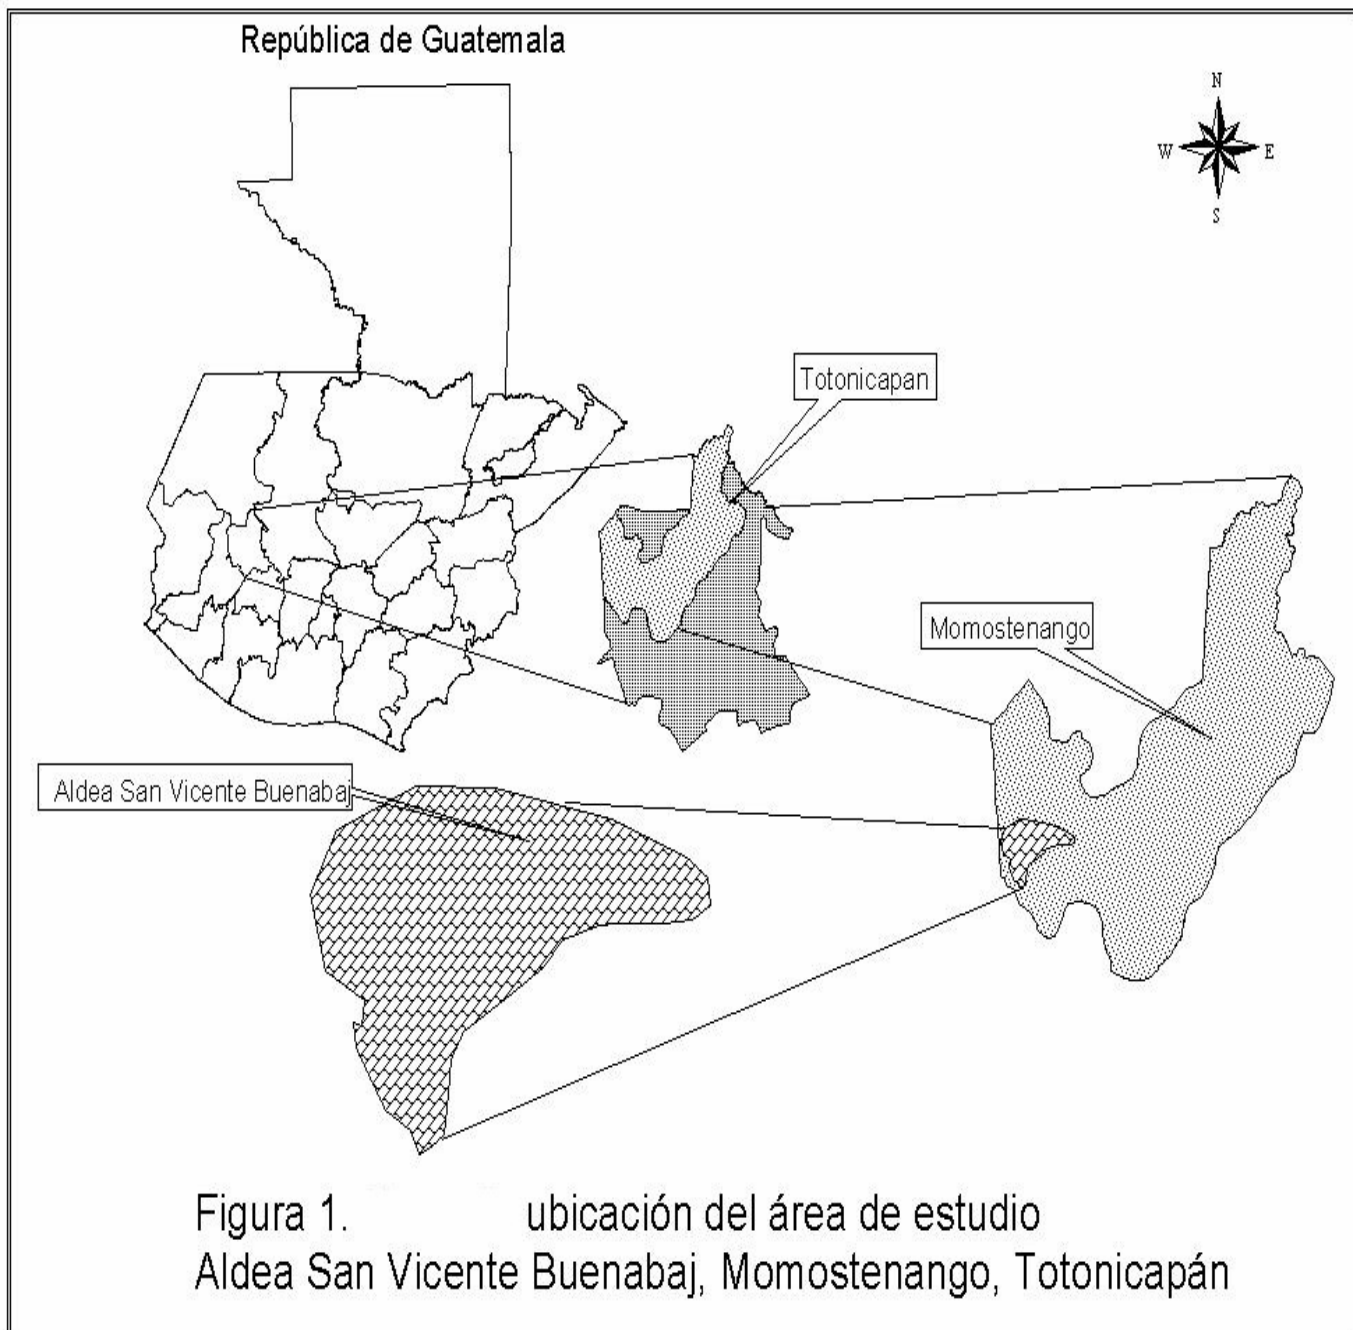 República de Guatemala
N
W E
S
Totonicapan
Momostenango
Aldea San Vicente Buenabaj
Figura 1. ubicación del área de estudio
Aldea San Vicente Buenabaj, Momostenango, Totonicapán